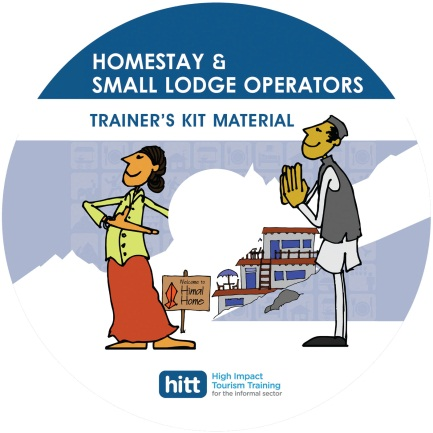 HOMESTAY &
SMALL LODGE OPERATORS
TRAINER'S KIT MATERIAL
Welcome to
Himal
Home
hitt
High Impact
Tourism Training
for the informal sector